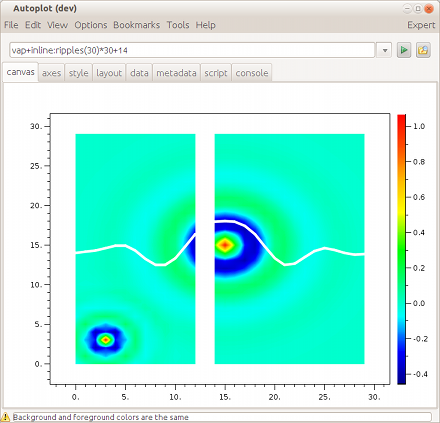 Autoplot (dev)
File Edit View Options Bookmarks Tools Help Expert
vap+inline:ripples(30)*30+14
canvas axes style layout data metadata script console
30.
25.
20.
15.
10.
5.
0.
0. 5. 10. 15. 20. 25. 30.
1.0
0.8
0.6
0.4
0.2
0.0
-0.2
-0.4
Background and foreground colors are the same